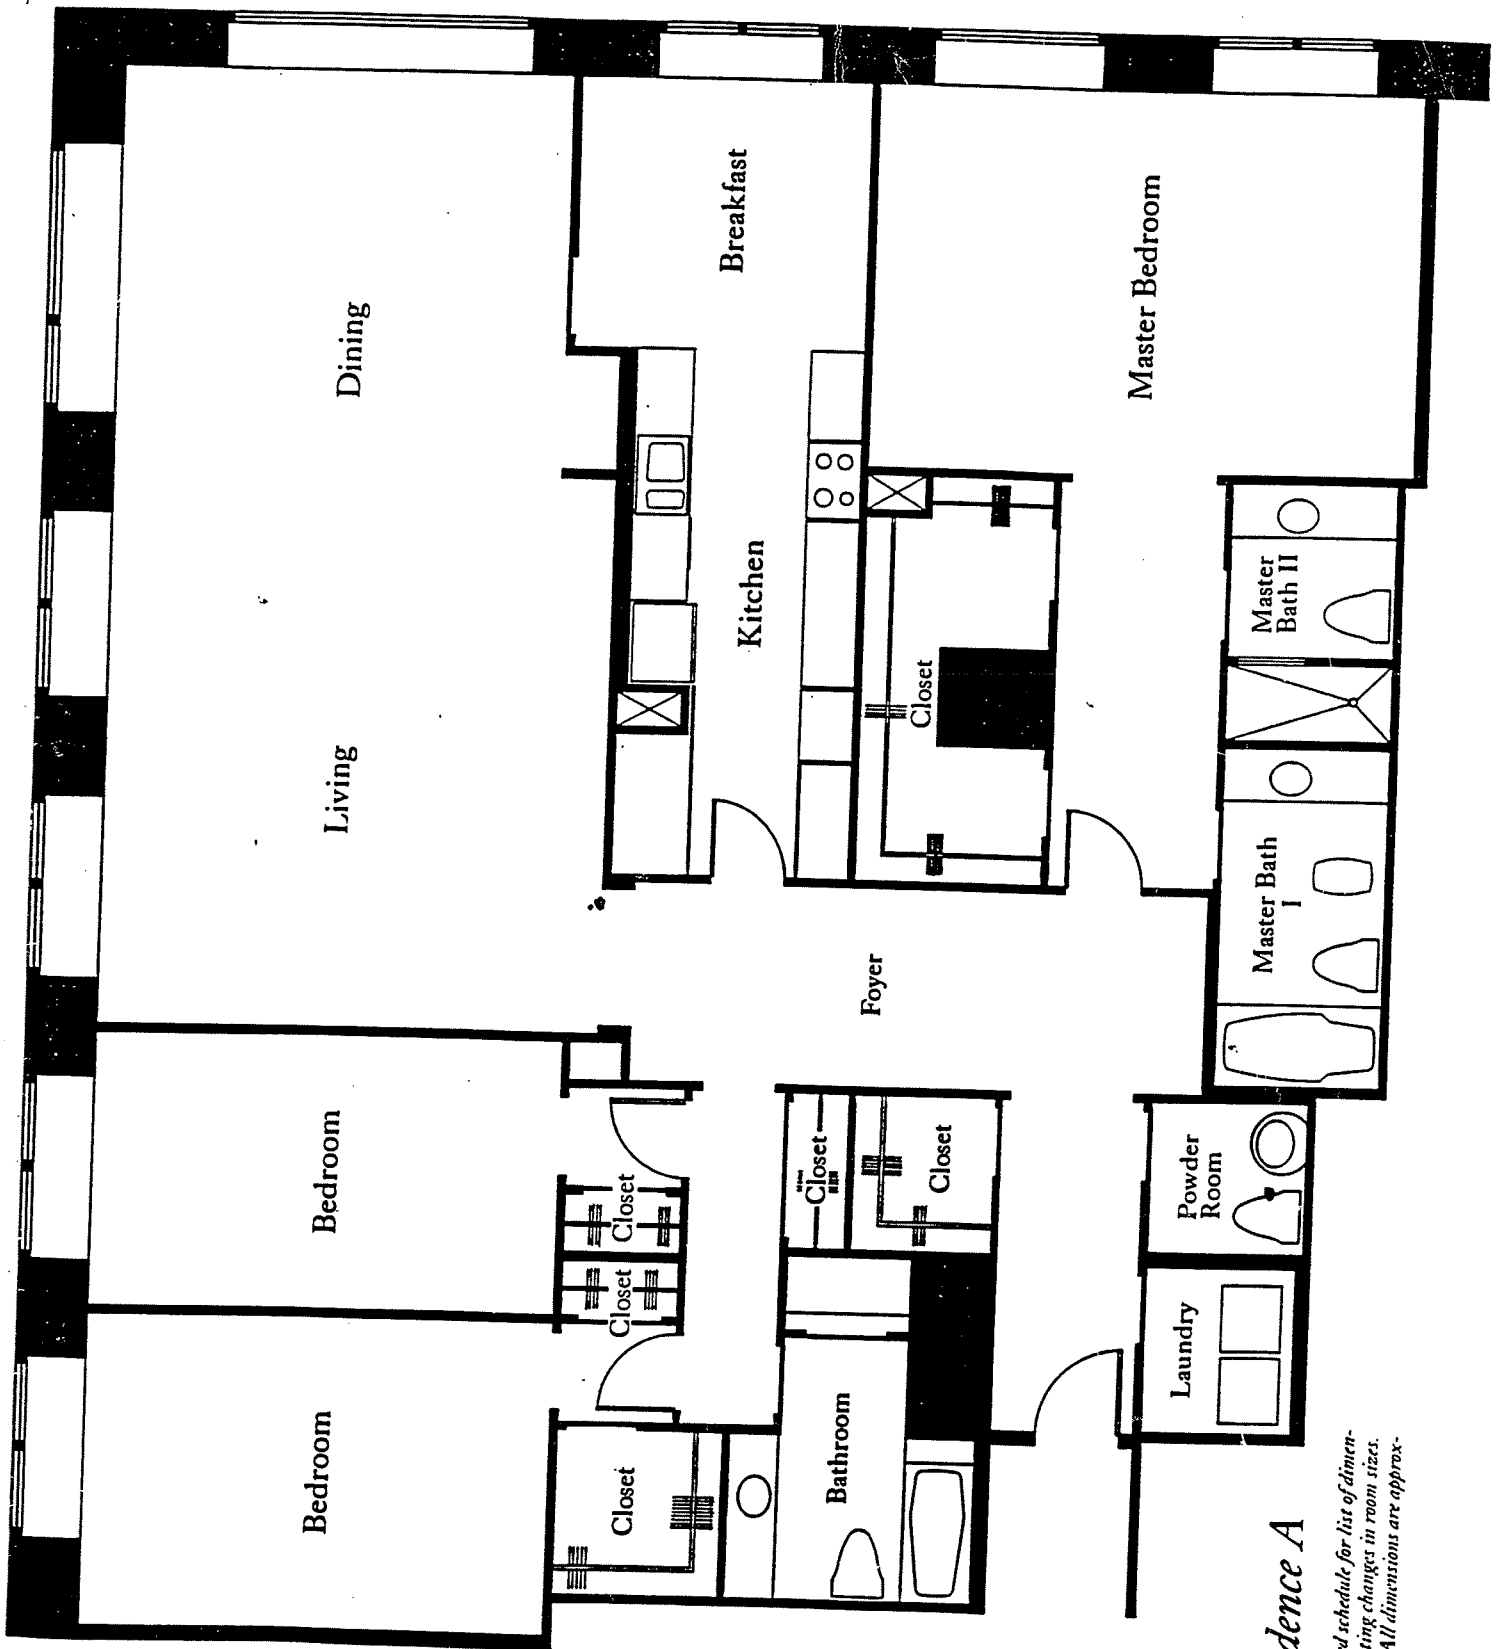 Dining
Living
Bedroom
Bedroom
Breakfast
Kitchen
Closet
Closet
Closet
Foyer
Closet
Closet
Bathroom
Closet
Master Bedroom
Master
Bath II
Master Bath
I
Powder
Room
Laundry
dence A
schedule for list of dimen-
ting changes in room sizes.
All dimensions are approx-